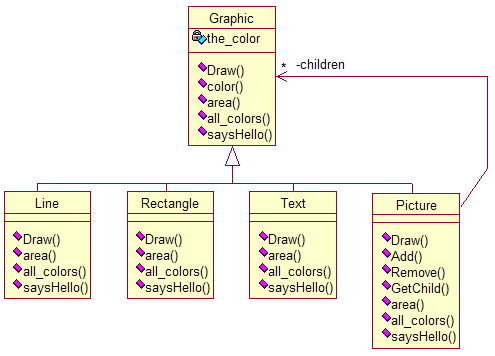 Graphic
the_color
Draw()
color()
area()
all_colors()
saysHello()
* -children
Line
Draw()
area()
all_colors()
saysHello()
Rectangle
Draw()
area()
all_colors()
saysHello()
Text
Draw()
area()
all_colors()
saysHello()
Picture
Draw()
Add()
Remove()
GetChild()
area()
all_colors()
saysHello()